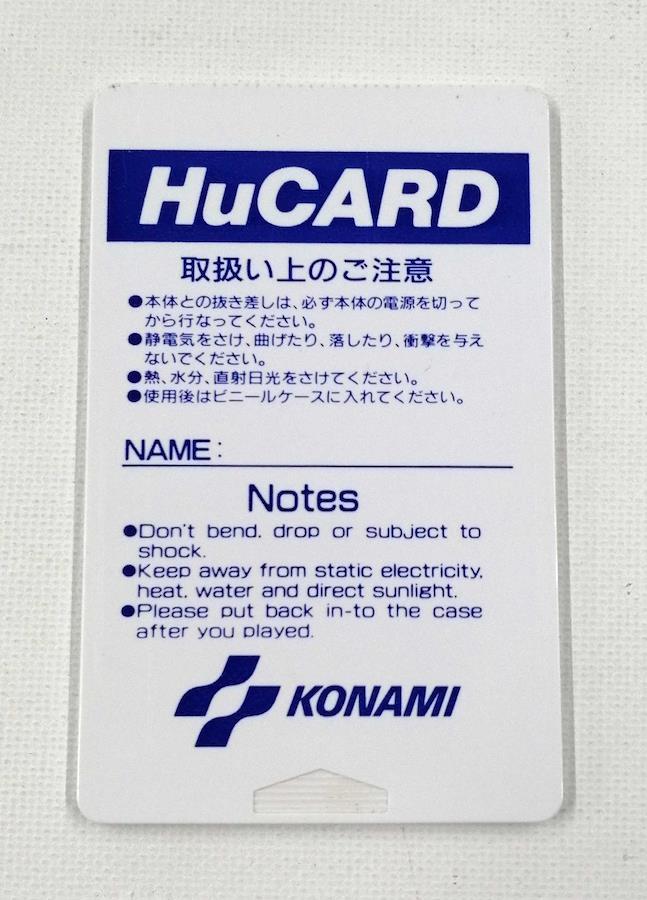 HuCARD
取扱い上のご注意
●本体との抜き差しは、必ず本体の電源を切って
から行なってください。
●静電気をさけ、曲げたり、落したり、衝撃を与え
ないでください。
●熱、水分、直射日光をさけてください。
●使用後はビニールケースに入れてください。
NAME:
Notes
●Don't bend. drop or subject to
shock.
●Keep away from static electricity,
heat. water and direct sunlight.
●Please put back in-to the case
after you played.
KONAMI